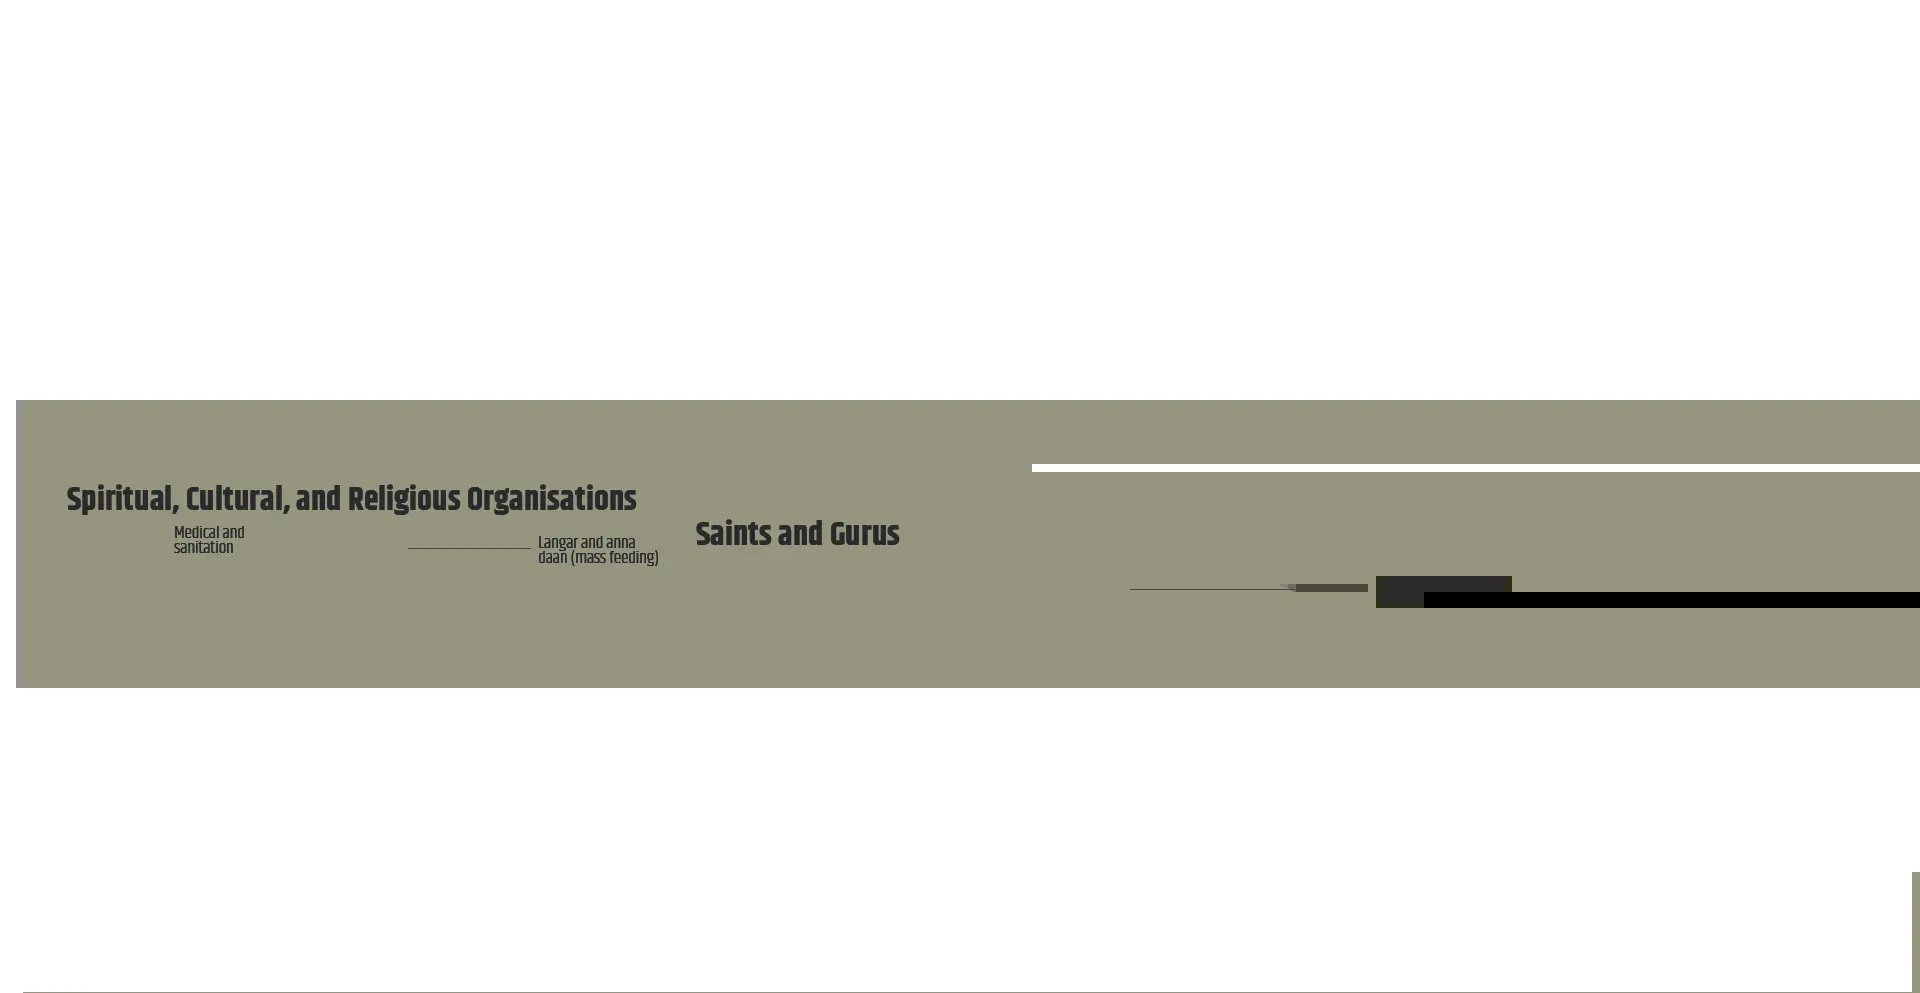 Spiritual, Cultural, and Religious Organisations
Medical and
sanitation
Langar and anna
daan (mass feeding)
Saints and Gurus